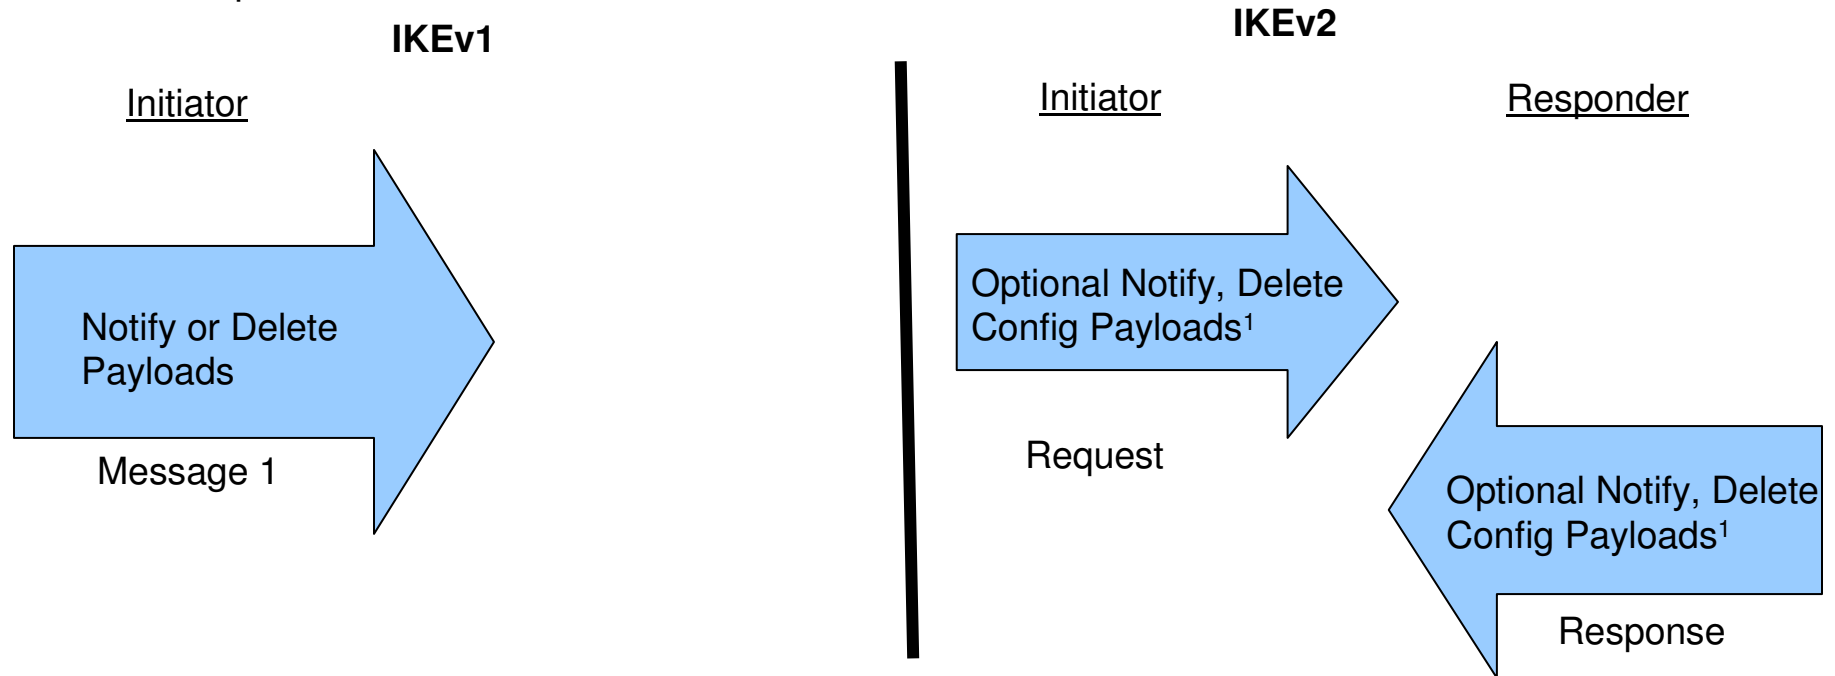 IKEv1
Initiator
Notify or Delete
Payloads
Message 1
IKEv2
Initiator
Responder
Optional Notify, Delete
Config Payloads¹
Request
Optional Notify, Delete
Config Payloads¹
Response